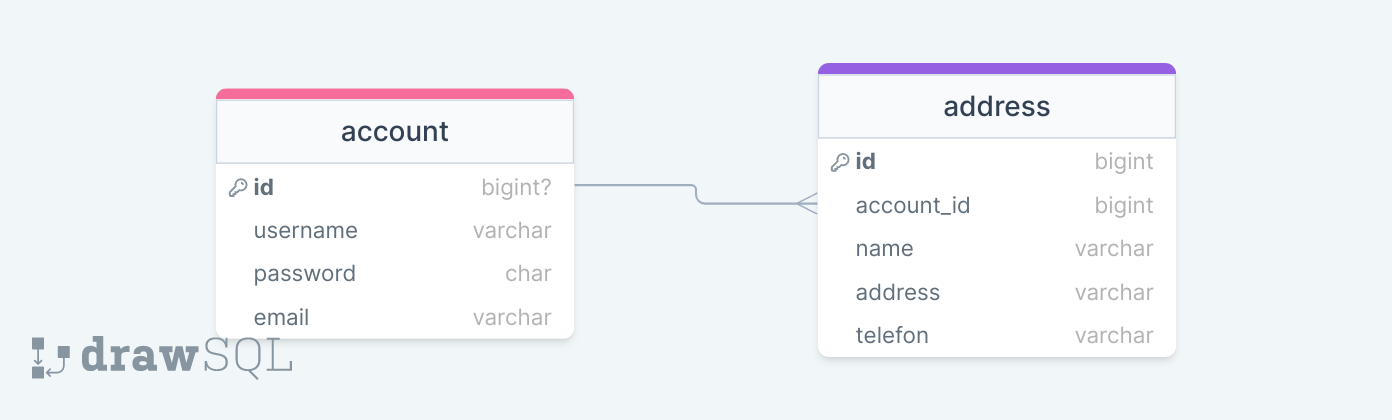 account
id bigint?
username varchar
password char
email varchar
address
id bigint
account_id bigint
name varchar
address varchar
telefon varchar
drawSQL